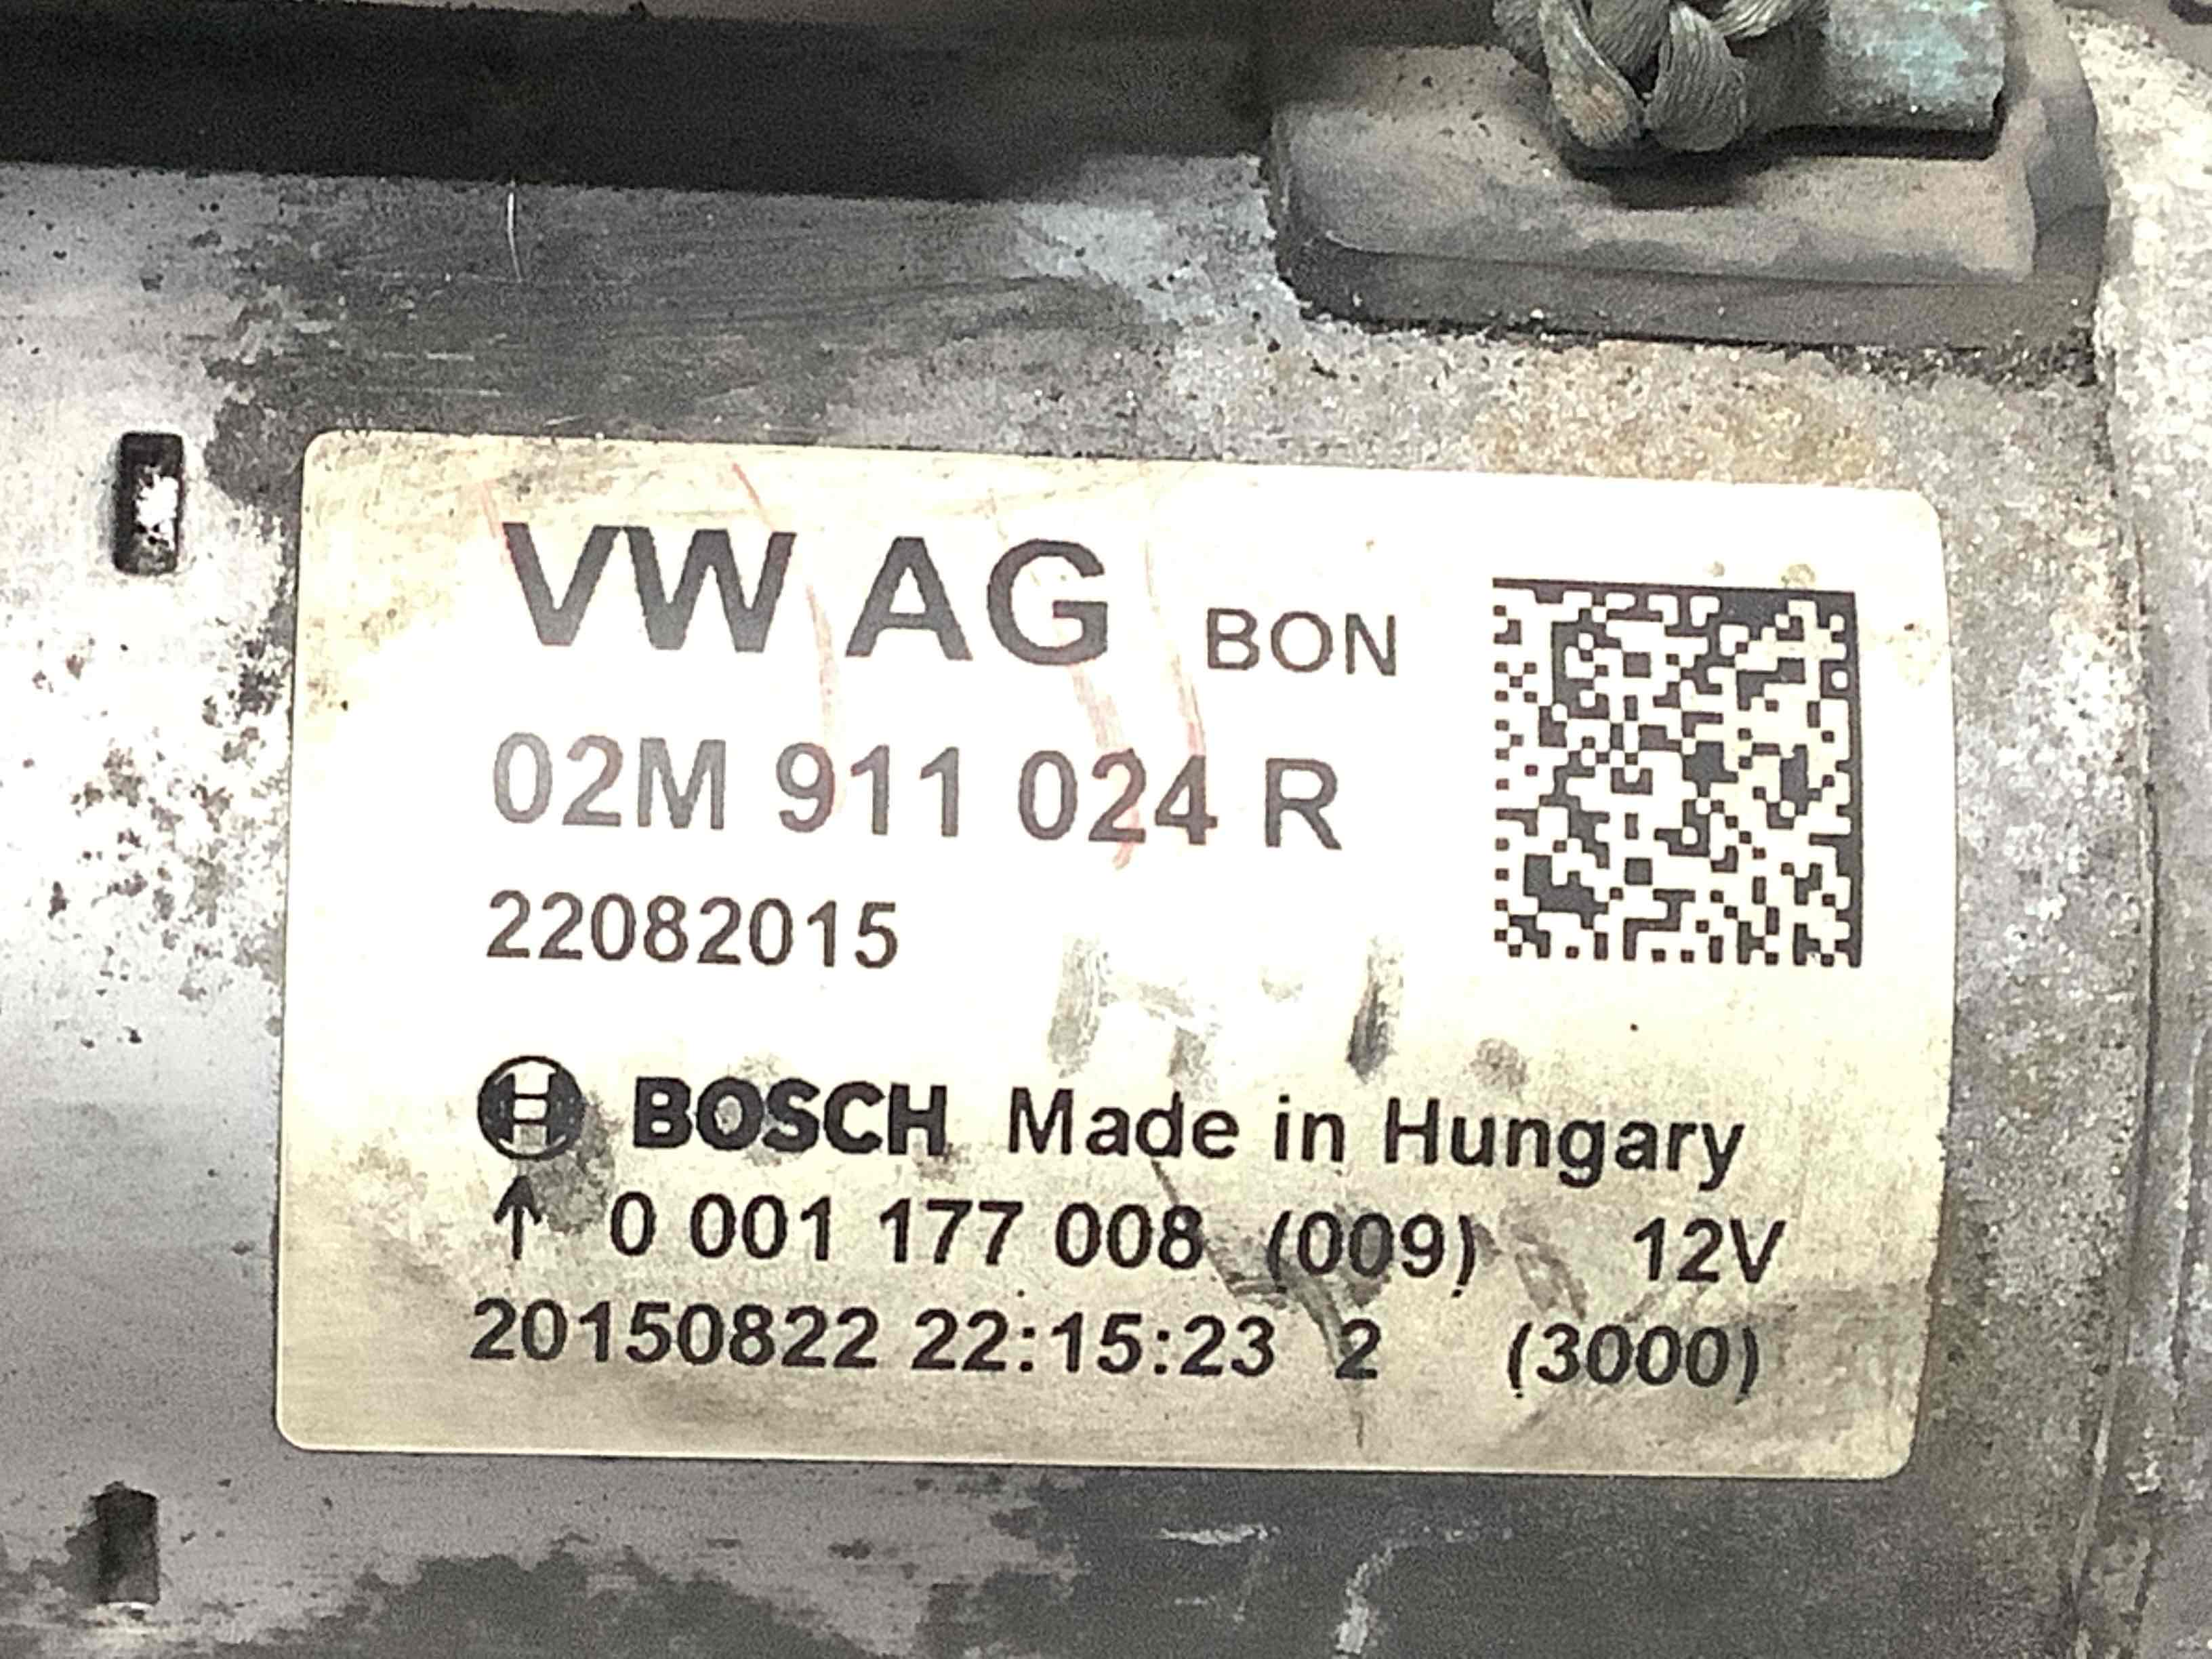 VW AG BON
02M 911 024 R
22082015
BOSCH Made in Hungary
↑ 0 001 177 008 (009) 12V
20150822 22:15:23 2 (3000)